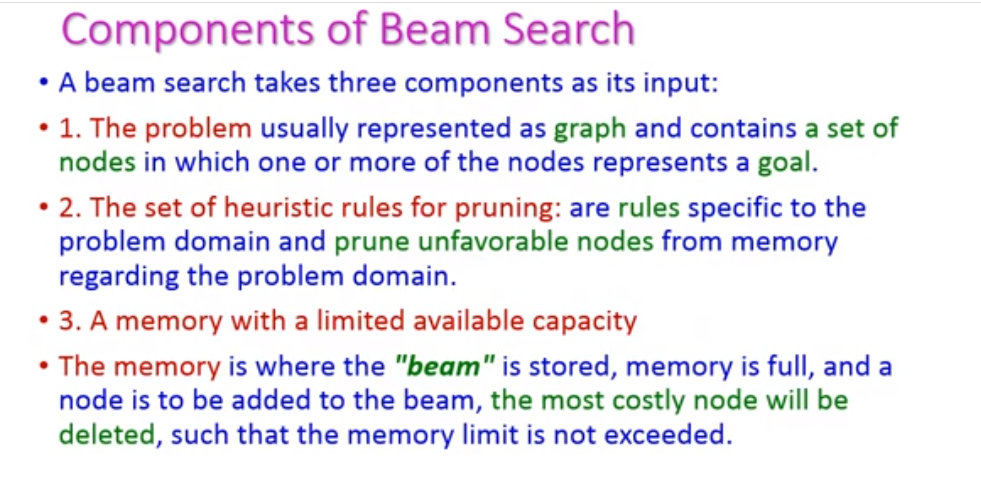 Components of Beam Search
• A beam search takes three components as its input:
• 1. The problem usually represented as graph and contains a set of
nodes in which one or more of the nodes represents a goal.
• 2. The set of heuristic rules for pruning: are rules specific to the
problem domain and prune unfavorable nodes from memory
regarding the problem domain.
• 3. A memory with a limited available capacity
• The memory is where the "beam" is stored, memory is full, and a
node is to be added to the beam, the most costly node will be
deleted, such that the memory limit is not exceeded.